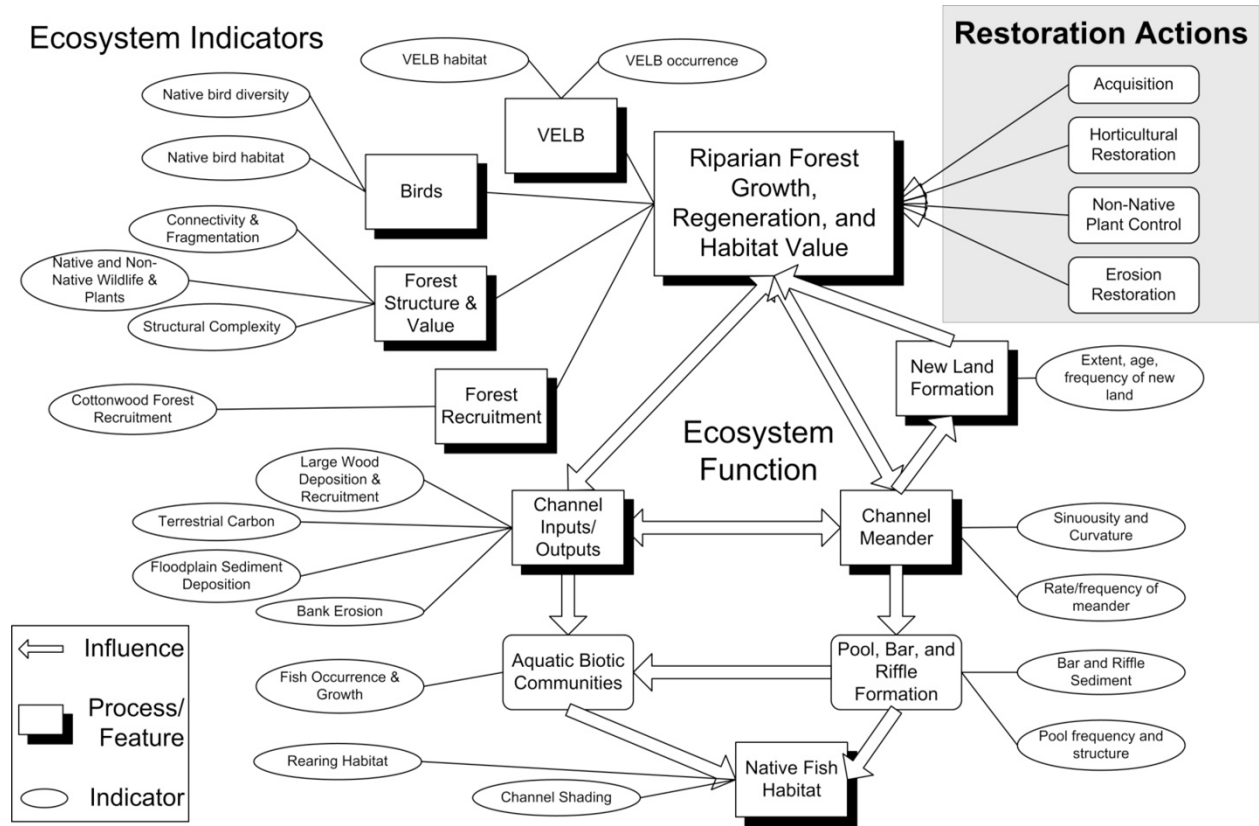 Ecosystem Indicators
VELB habitat
VELB occurrence
Native bird diversity
Native bird habitat
VELB
Birds
Connectivity &
Fragmentation
Native and Non-
Native Wildlife &
Plants
Structural Complexity
Forest
Structure &
Value
Cottonwood Forest
Recruitment
Forest
Recruitment
Riparian Forest
Growth,
Regeneration, and
Habitat Value
Restoration Actions
Acquisition
Horticultural
Restoration
Non-Native
Plant Control
Erosion
Restoration
New Land
Formation
Extent, age,
frequency of new
land
Ecosystem
Function
Large Wood
Deposition &
Recruitment
Terrestrial Carbon
Floodplain Sediment
Deposition
Bank Erosion
Channel
Inputs/
Outputs
Channel
Meander
Sinuousity and
Curvature
Rate/frequency of
meander
Fish Occurrence &
Growth
Aquatic Biotic
Communities
Pool, Bar, and
Riffle
Formation
Bar and Riffle
Sediment
Pool frequency and
structure
Rearing Habitat
Channel Shading
Native Fish
Habitat
Influence
Process/
Feature
Indicator